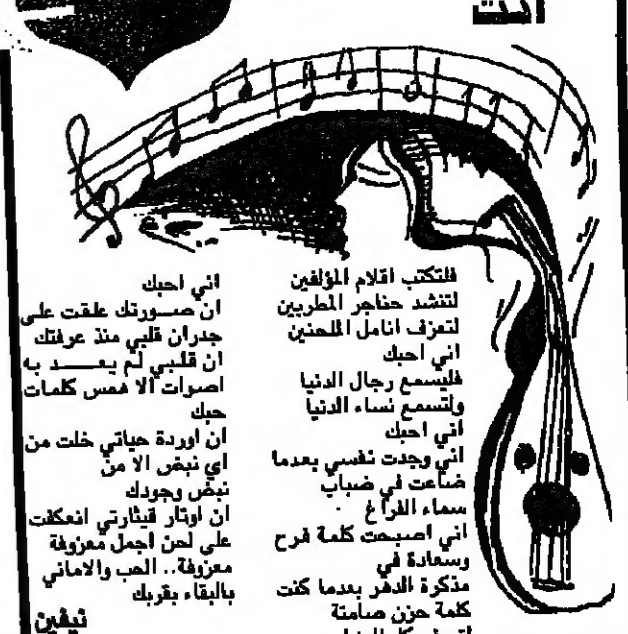 انت
فلتكتب اقلام المؤلفين
لتنشد حناجر المطربين
لتعزف انامل الملحنين
اني احبك
فليسمع رجال الدنيا
ولتسمع نساء الدنيا
اني احبك
اني وجدت نفسي بعدما
ضاعت في ضباب
سماء الفراغ
اني اصبحت كلمة فرح
وسعادة في
مذكرة الدهر بعدما كنت
كلمة حزن صامتة
اني احبك
ان صورتك علقت على
جدران قلبي منذ عرفتك
ان قلبي لم يعد به
اصوات الا همس كلمات
حبك
ان اوردة حياتي خلت من
اي نبض الا من
نبض وجودك
ان اوتار قيثارتي انعكفت
على لحن اجمل معزوفة
معزوفة.. الحب والاماني
بالبقاء بقربك
نيفين